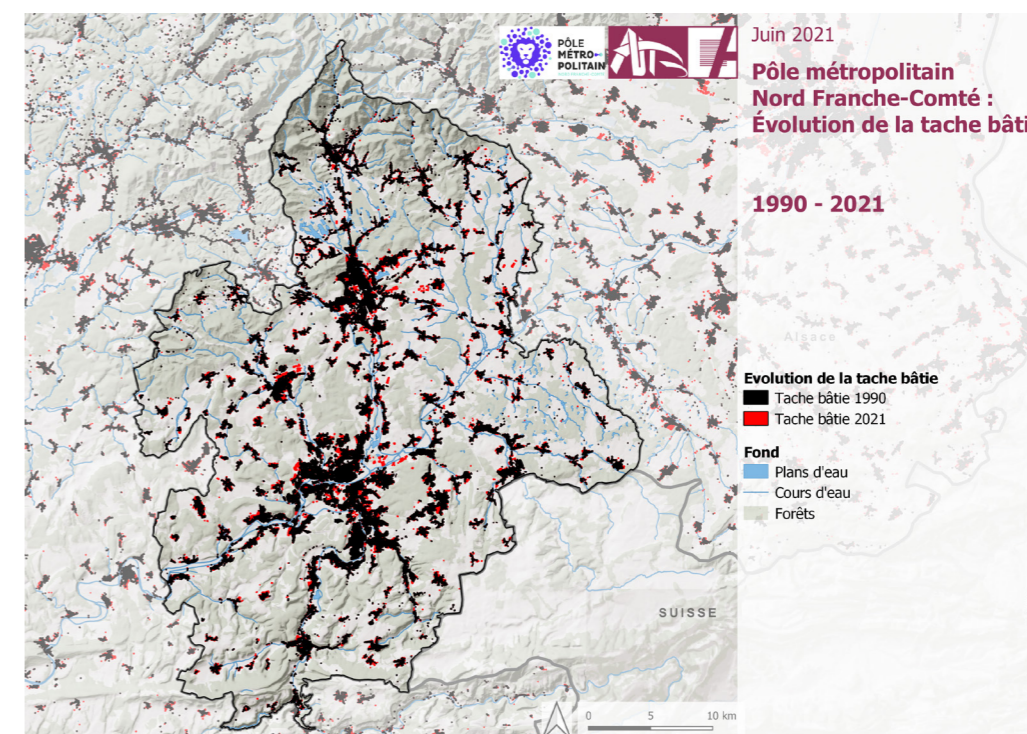 PÔLE
MÉTRO-
POLITAIN
Juin 2021
Pôle métropolitain
Nord Franche-Comté :
Évolution de la tache bâti
1990 - 2021
Alsace
Evolution de la tache bâtie
Tache bâtie 1990
Tache bâtie 2021
Fond
Plans d'eau
Cours d'eau
Forêts
SUISSE
0 5 10 km